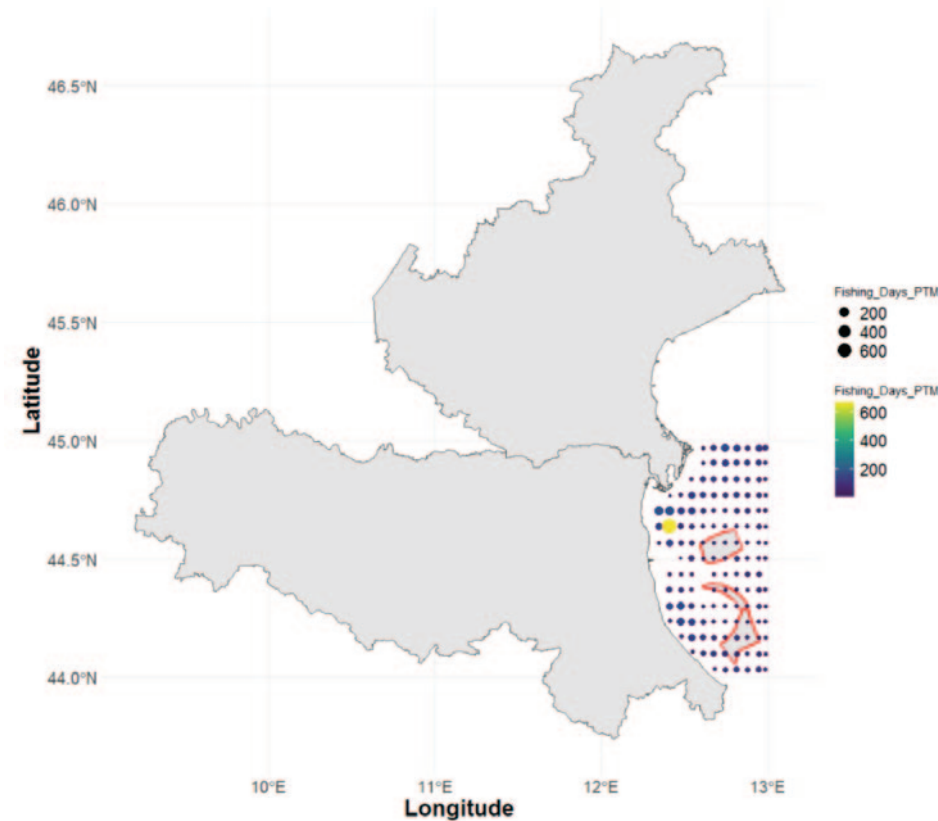 46.5°N
46.0°N
45.5°N
45.0°N
44.5°N
44.0°N
Latitude
10°E 11°E 12°E 13°E
Longitude
Fishing_Days_PTM
200
400
600
Fishing_Days_PTM
600
400
200